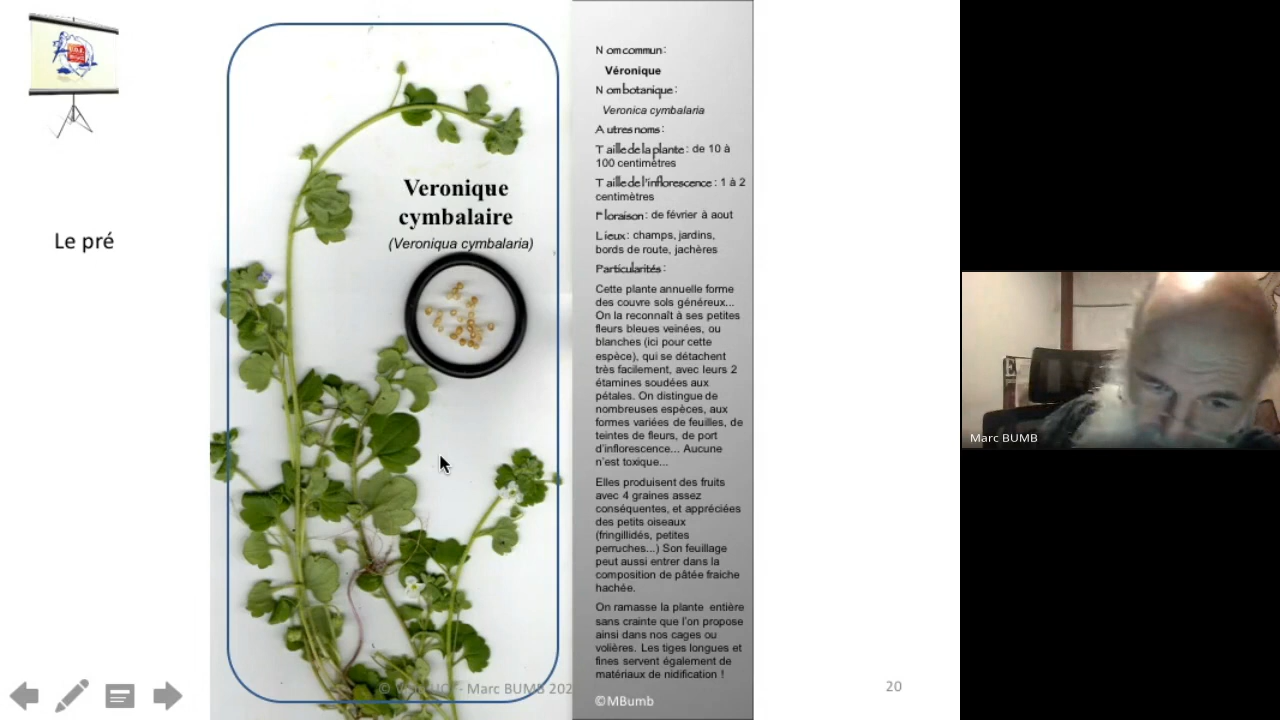 Le pré
Veronique
cymbalaire
(Veroniqua cymbalaria)
Nom commun :
Véronique
Nom botanique :
Veronica cymbalaria
Autres noms :
Taille de la plante : de 10 à
100 centimètres
Taille de l'inflorescence : 1 à 2
centimètres
Floraison : de février à aout
Lieux : champs, jardins,
bords de route, jachères
Particularités :
Cette plante annuelle forme
des couvre sols généreux...
On la reconnaît à ses petites
fleurs bleues veinées, ou
blanches (ici pour cette
espèce), qui se détachent
très facilement, avec leurs 2
étamines soudées aux
pétales. On distingue de
nombreuses espèces, aux
formes variées de feuilles, de
teintes de fleurs, de port
d'inflorescence... Aucune
n'est toxique...
Elles produisent des fruits
avec 4 graines assez
conséquentes, et appréciées
des petits oiseaux
(fringillidés, petites
perruches...) Son feuillage
peut aussi entrer dans la
composition de pâtée fraiche
hachée.
On ramasse la plante entière
sans crainte que l'on propose
ainsi dans nos cages ou
volières. Les tiges longues et
fines servent également de
matériaux de nidification !
©MBumb
- Marc BUMB 202
20
Marc BUMB